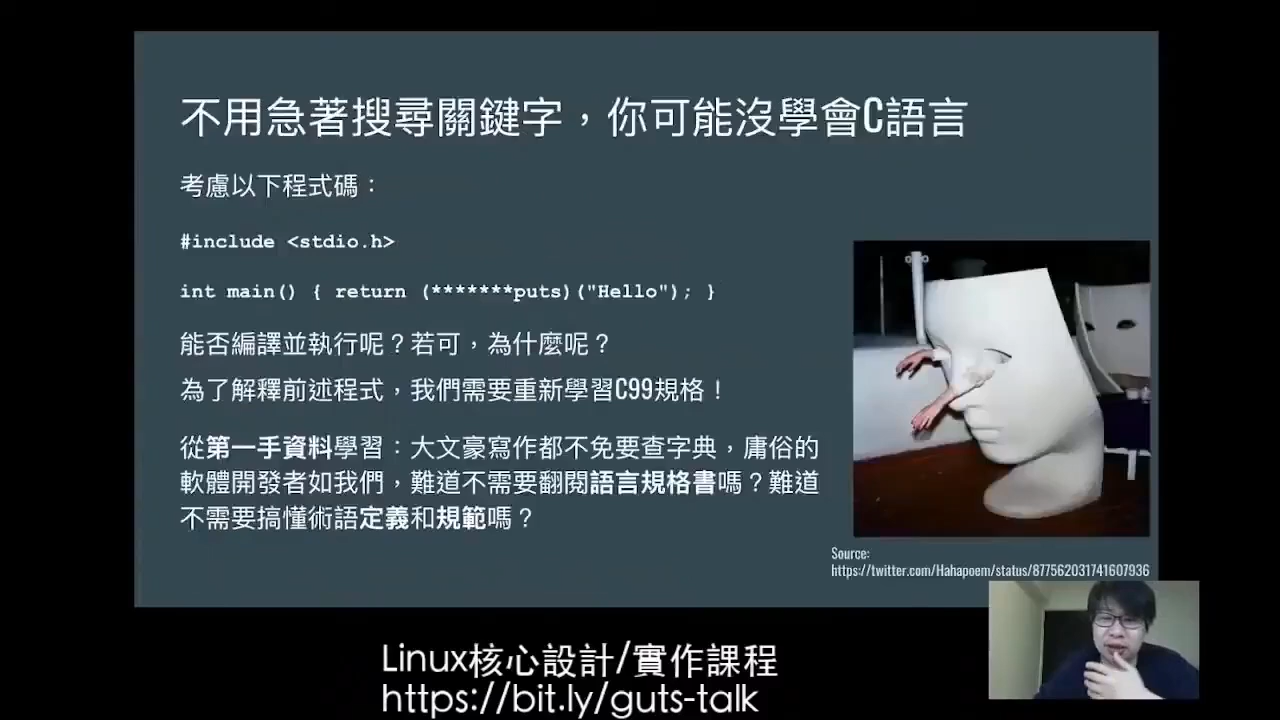 不用急著搜尋關鍵字，你可能沒學會C語言
考慮以下程式碼：
#include <stdio.h>
int main() { return (*******puts)("Hello"); }
能否編譯並執行呢？若可，為什麼呢？
為了解釋前述程式，我們需要重新學習C99規格！
從第一手資料學習：大文豪寫作都不免要查字典，庸俗的
軟體開發者如我們，難道不需要翻閱語言規格書嗎？難道
不需要搞懂術語定義和規範嗎？
Source:
https://twitter.com/Hahapoem/status/877562031741607936
Linux核心設計/實作課程
https://bit.ly/guts-talk